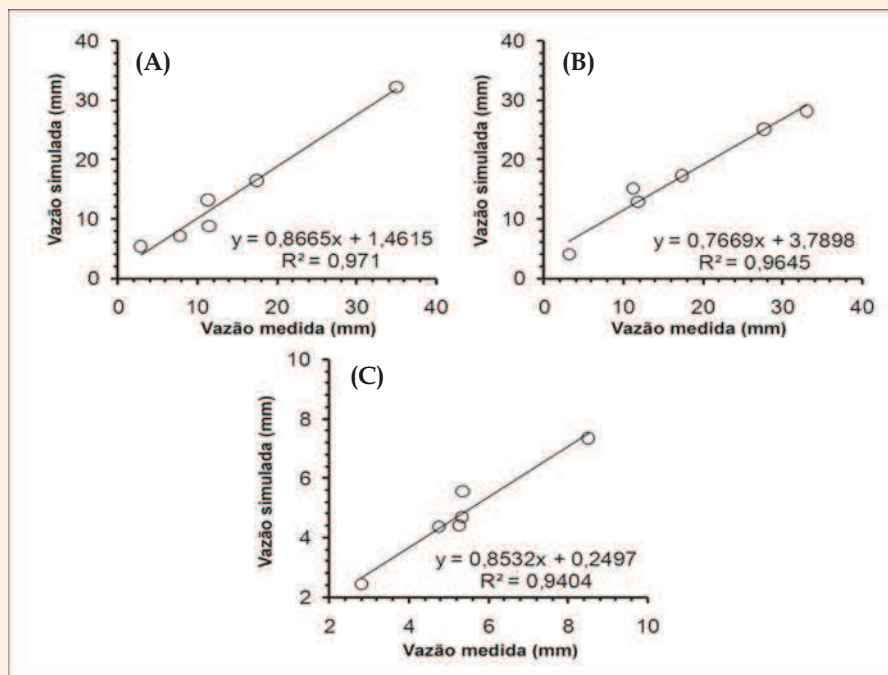 (A)
Vazão simulada (mm)
40
30
20
10
0
y = 0,8665x + 1,4615
R² = 0,971
0 10 20 30 40
Vazão medida (mm)
(B)
Vazão simulada (mm)
40
30
20
10
0
y = 0,7669x + 3,7898
R² = 0,9645
0 10 20 30 40
Vazão medida (mm)
(C)
Vazão simulada (mm)
10
8
6
4
2
y = 0,8532x + 0,2497
R² = 0,9404
2 4 6 8 10
Vazão medida (mm)